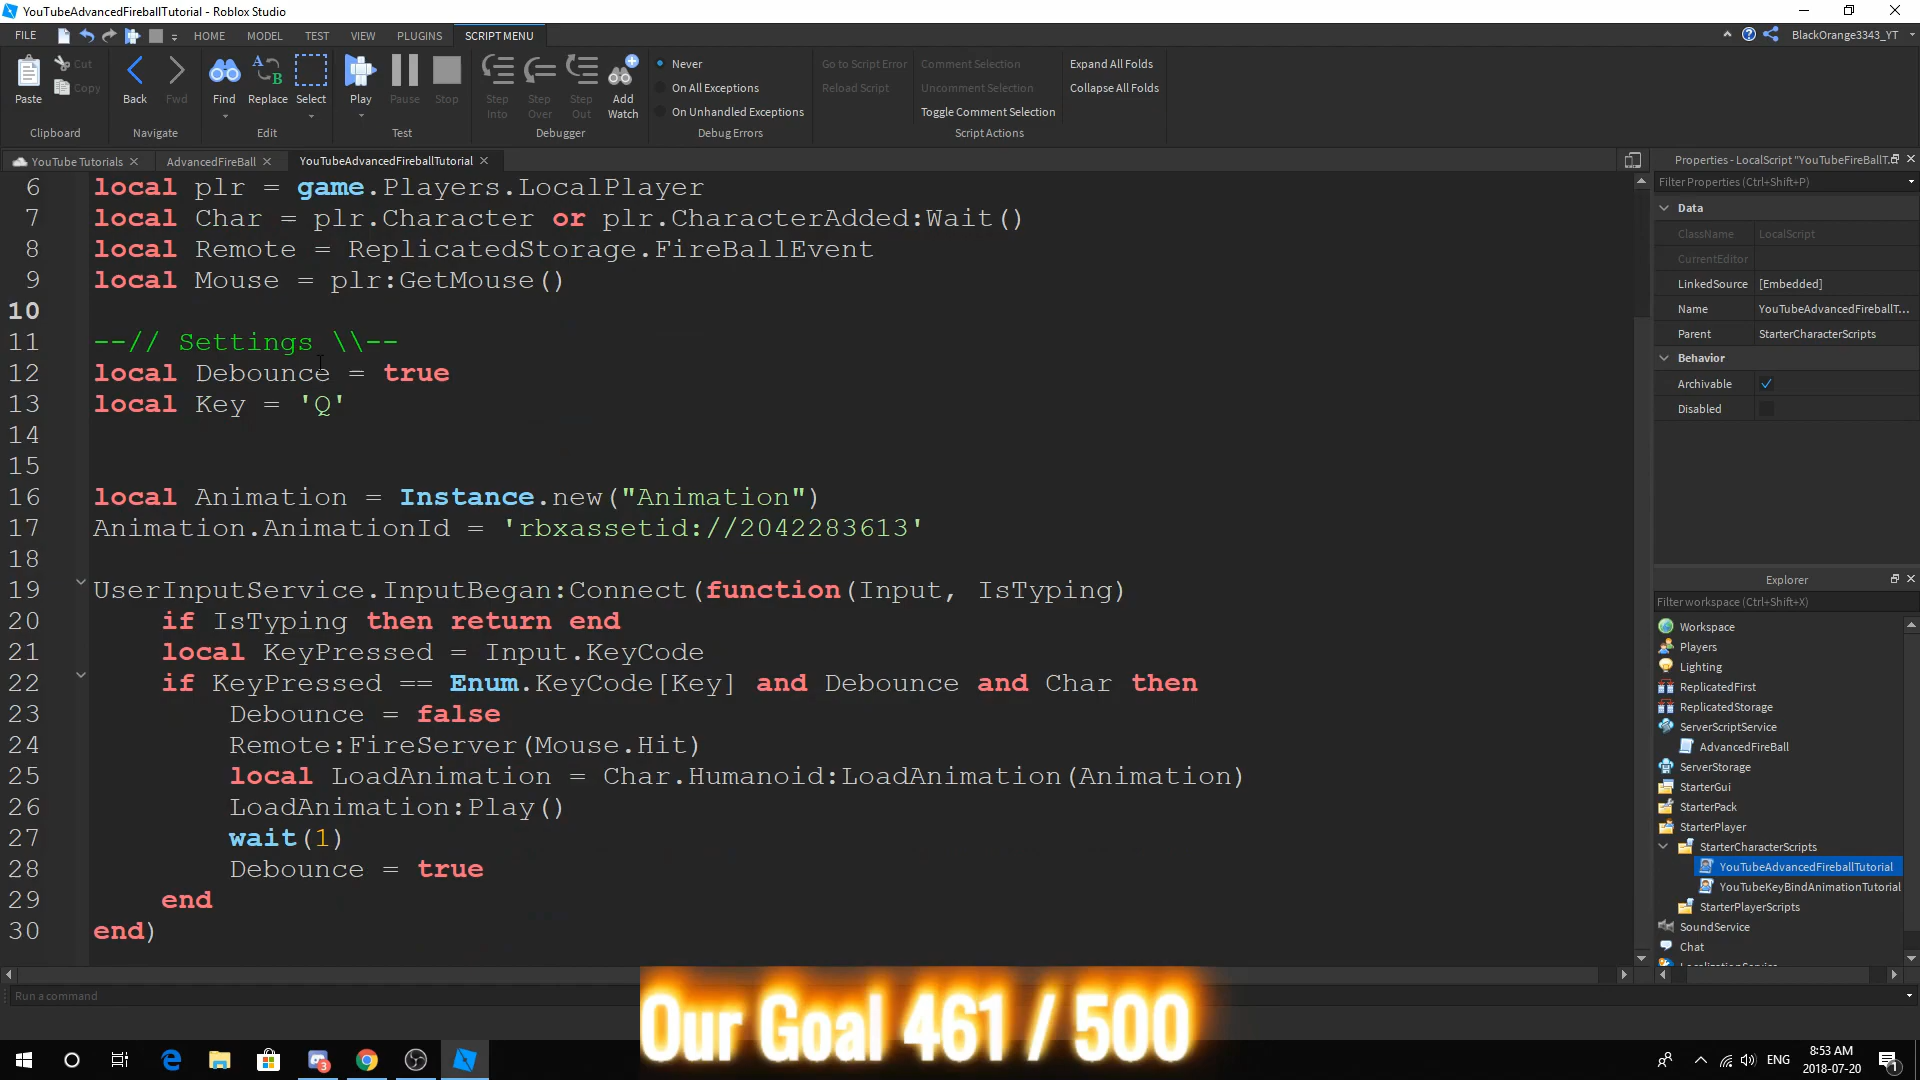 YouTubeAdvancedFireballTutorial - Roblox Studio
FILE HOME MODEL TEST VIEW PLUGINS SCRIPT MENU BlackOrange3343_YT
Paste Cut Copy Back Fwd Find Replace Select Play Pause Stop Step Into Step Over Step Out Add Watch
Never
On All Exceptions
On Unhandled Exceptions
Go to Script Error
Reload Script
Comment Selection
Uncomment Selection
Toggle Comment Selection
Expand All Folds
Collapse All Folds
Clipboard Navigate Edit Test Debugger Debug Errors Script Actions
YouTube Tutorials AdvancedFireBall YouTubeAdvancedFireballTutorial
6 local plr = game.Players.LocalPlayer
7 local Char = plr.Character or plr.CharacterAdded:Wait()
8 local Remote = ReplicatedStorage.FireBallEvent
9 local Mouse = plr:GetMouse()
10
11 --// Settings \\--
12 local Debounce = true
13 local Key = 'Q'
14
15
16 local Animation = Instance.new("Animation")
17 Animation.AnimationId = 'rbxassetid://2042283613'
18
19 UserInputService.InputBegan:Connect(function(Input, IsTyping)
20 if IsTyping then return end
21 local KeyPressed = Input.KeyCode
22 if KeyPressed == Enum.KeyCode[Key] and Debounce and Char then
23 Debounce = false
24 Remote:FireServer(Mouse.Hit)
25 local LoadAnimation = Char.Humanoid:LoadAnimation(Animation)
26 LoadAnimation:Play()
27 wait(1)
28 Debounce = true
29 end
30 end)
Properties - LocalScript "YouTubeFireBallT...
Filter Properties (Ctrl+Shift+P)
Data
ClassName LocalScript
CurrentEditor
LinkedSource [Embedded]
Name YouTubeAdvancedFireballT...
Parent StarterCharacterScripts
Behavior
Archivable
Disabled
Explorer
Filter workspace (Ctrl+Shift+X)
Workspace
Players
Lighting
ReplicatedFirst
ReplicatedStorage
ServerScriptService
AdvancedFireBall
ServerStorage
StarterGui
StarterPack
StarterPlayer
StarterCharacterScripts
YouTubeAdvancedFireballTutorial
YouTubeKeyBindAnimationTutorial
StarterPlayerScripts
SoundService
Chat
Run a command
Our Goal 461 / 500
3
ENG
8:53 AM
2018-07-20
1